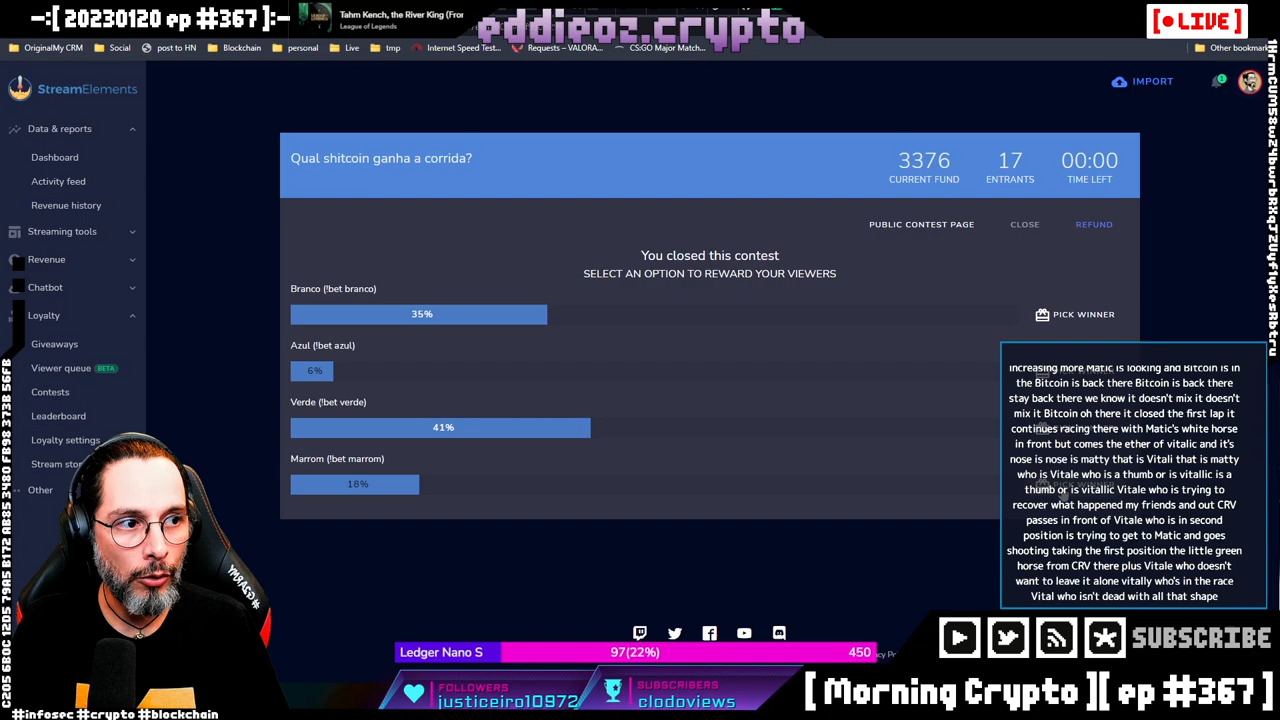 -:[ 20230120 ep #367 ]:-
Tahm Kench, the River King (Fro
League of Legends
eddieoz.crypto
[ LIVE ]
OriginalMy CRM
Social
post to HN
Blockchain
personal
Live
tmp
Internet Speed Test...
Requests – VALORA...
CS:GO Major Match...
Other bookmar
StreamElements
IMPORT
1
Data & reports
Dashboard
Activity feed
Revenue history
Streaming tools
Revenue
Chatbot
Loyalty
Giveaways
Viewer queue BETA
Contests
Leaderboard
Loyalty settings
Stream stor
Other
Qual shitcoin ganha a corrida?
3376
CURRENT FUND
17
ENTRANTS
00:00
TIME LEFT
PUBLIC CONTEST PAGE
CLOSE
REFUND
You closed this contest
SELECT AN OPTION TO REWARD YOUR VIEWERS
Branco (!bet branco)
35%
PICK WINNER
Azul (!bet azul)
6%
Verde (!bet verde)
41%
Marrom (!bet marrom)
18%
PICK WINNER
increasing more Matic is looking and Bitcoin is in
the Bitcoin is back there Bitcoin is back there
stay back there we know it doesn't mix it doesn't
mix it Bitcoin oh there it closed the first lap it
continues racing there with Matic's white horse
in front but comes the ether of vitalic and it's
nose is nose is matty that is Vitali that is matty
who is Vitale who is a thumb or is vitallic is a
thumb or is vitallic Vitale who is trying to
recover what happened my friends and out CRV
passes in front of Vitale who is in second
position is trying to get to Matic and goes
shooting taking the first position the little green
horse from CRV there plus Vitale who doesn't
want to leave it alone vitally who's in the race
Vital who isn't dead with all that shape
Ledger Nano S
97(22%)
450
FOLLOWERS
justiceiro10972
SUBSCRIBERS
clodoviews
SUBSCRIBE
[ Morning Crypto ][ ep #367 ]
#infosec #crypto #blockchain